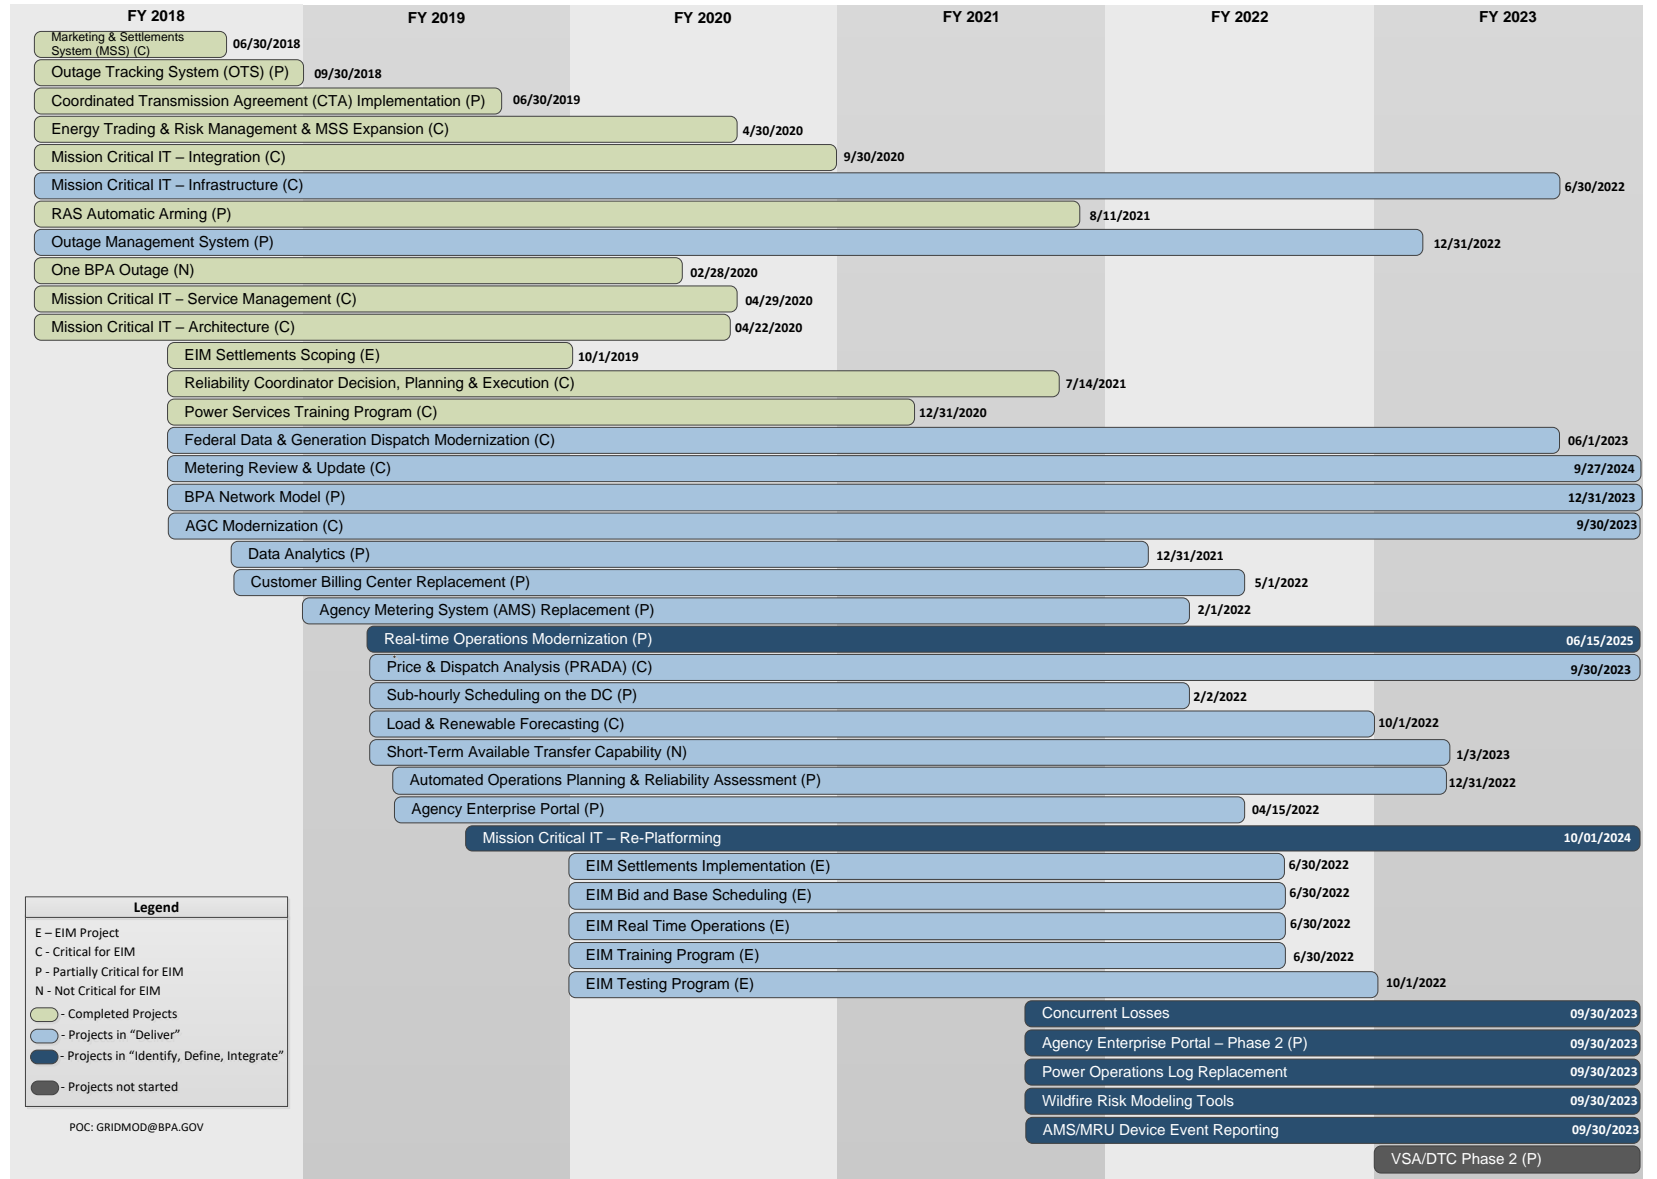 FY 2018 FY 2019 FY 2020 FY 2021 FY 2022 FY 2023
Marketing & Settlements
System (MSS) (C) 06/30/2018
Outage Tracking System (OTS) (P) 09/30/2018
Coordinated Transmission Agreement (CTA) Implementation (P) 06/30/2019
Energy Trading & Risk Management & MSS Expansion (C) 4/30/2020
Mission Critical IT – Integration (C) 9/30/2020
Mission Critical IT – Infrastructure (C) 6/30/2022
RAS Automatic Arming (P) 8/11/2021
Outage Management System (P) 12/31/2022
One BPA Outage (N) 02/28/2020
Mission Critical IT – Service Management (C) 04/29/2020
Mission Critical IT – Architecture (C) 04/22/2020
EIM Settlements Scoping (E) 10/1/2019
Reliability Coordinator Decision, Planning & Execution (C) 7/14/2021
Power Services Training Program (C) 12/31/2020
Federal Data & Generation Dispatch Modernization (C) 06/1/2023
Metering Review & Update (C) 9/27/2024
BPA Network Model (P) 12/31/2023
AGC Modernization (C) 9/30/2023
Data Analytics (P) 12/31/2021
Customer Billing Center Replacement (P) 5/1/2022
Agency Metering System (AMS) Replacement (P) 2/1/2022
Real-time Operations Modernization (P) 06/15/2025
Price & Dispatch Analysis (PRADA) (C) 9/30/2023
Sub-hourly Scheduling on the DC (P) 2/2/2022
Load & Renewable Forecasting (C) 10/1/2022
Short-Term Available Transfer Capability (N) 1/3/2023
Automated Operations Planning & Reliability Assessment (P) 12/31/2022
Agency Enterprise Portal (P) 04/15/2022
Mission Critical IT – Re-Platforming 10/01/2024
EIM Settlements Implementation (E) 6/30/2022
EIM Bid and Base Scheduling (E) 6/30/2022
EIM Real Time Operations (E) 6/30/2022
EIM Training Program (E) 6/30/2022
EIM Testing Program (E) 10/1/2022
Concurrent Losses 09/30/2023
Agency Enterprise Portal – Phase 2 (P) 09/30/2023
Power Operations Log Replacement 09/30/2023
Wildfire Risk Modeling Tools 09/30/2023
AMS/MRU Device Event Reporting 09/30/2023
VSA/DTC Phase 2 (P)
Legend
E – EIM Project
C - Critical for EIM
P - Partially Critical for EIM
N - Not Critical for EIM
- Completed Projects
- Projects in “Deliver”
- Projects in “Identify, Define, Integrate”
- Projects not started
POC: GRIDMOD@BPA.GOV